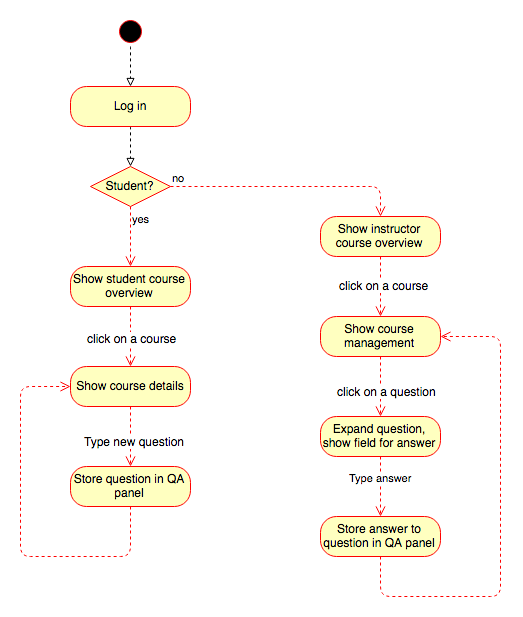 Log in
Student?
no
yes
Show instructor
course overview
Show student course
overview
click on a course
click on a course
Show course
management
Show course details
click on a question
Expand question,
show field for answer
Type new question
Type answer
Store question in QA
panel
Store answer to
question in QA panel